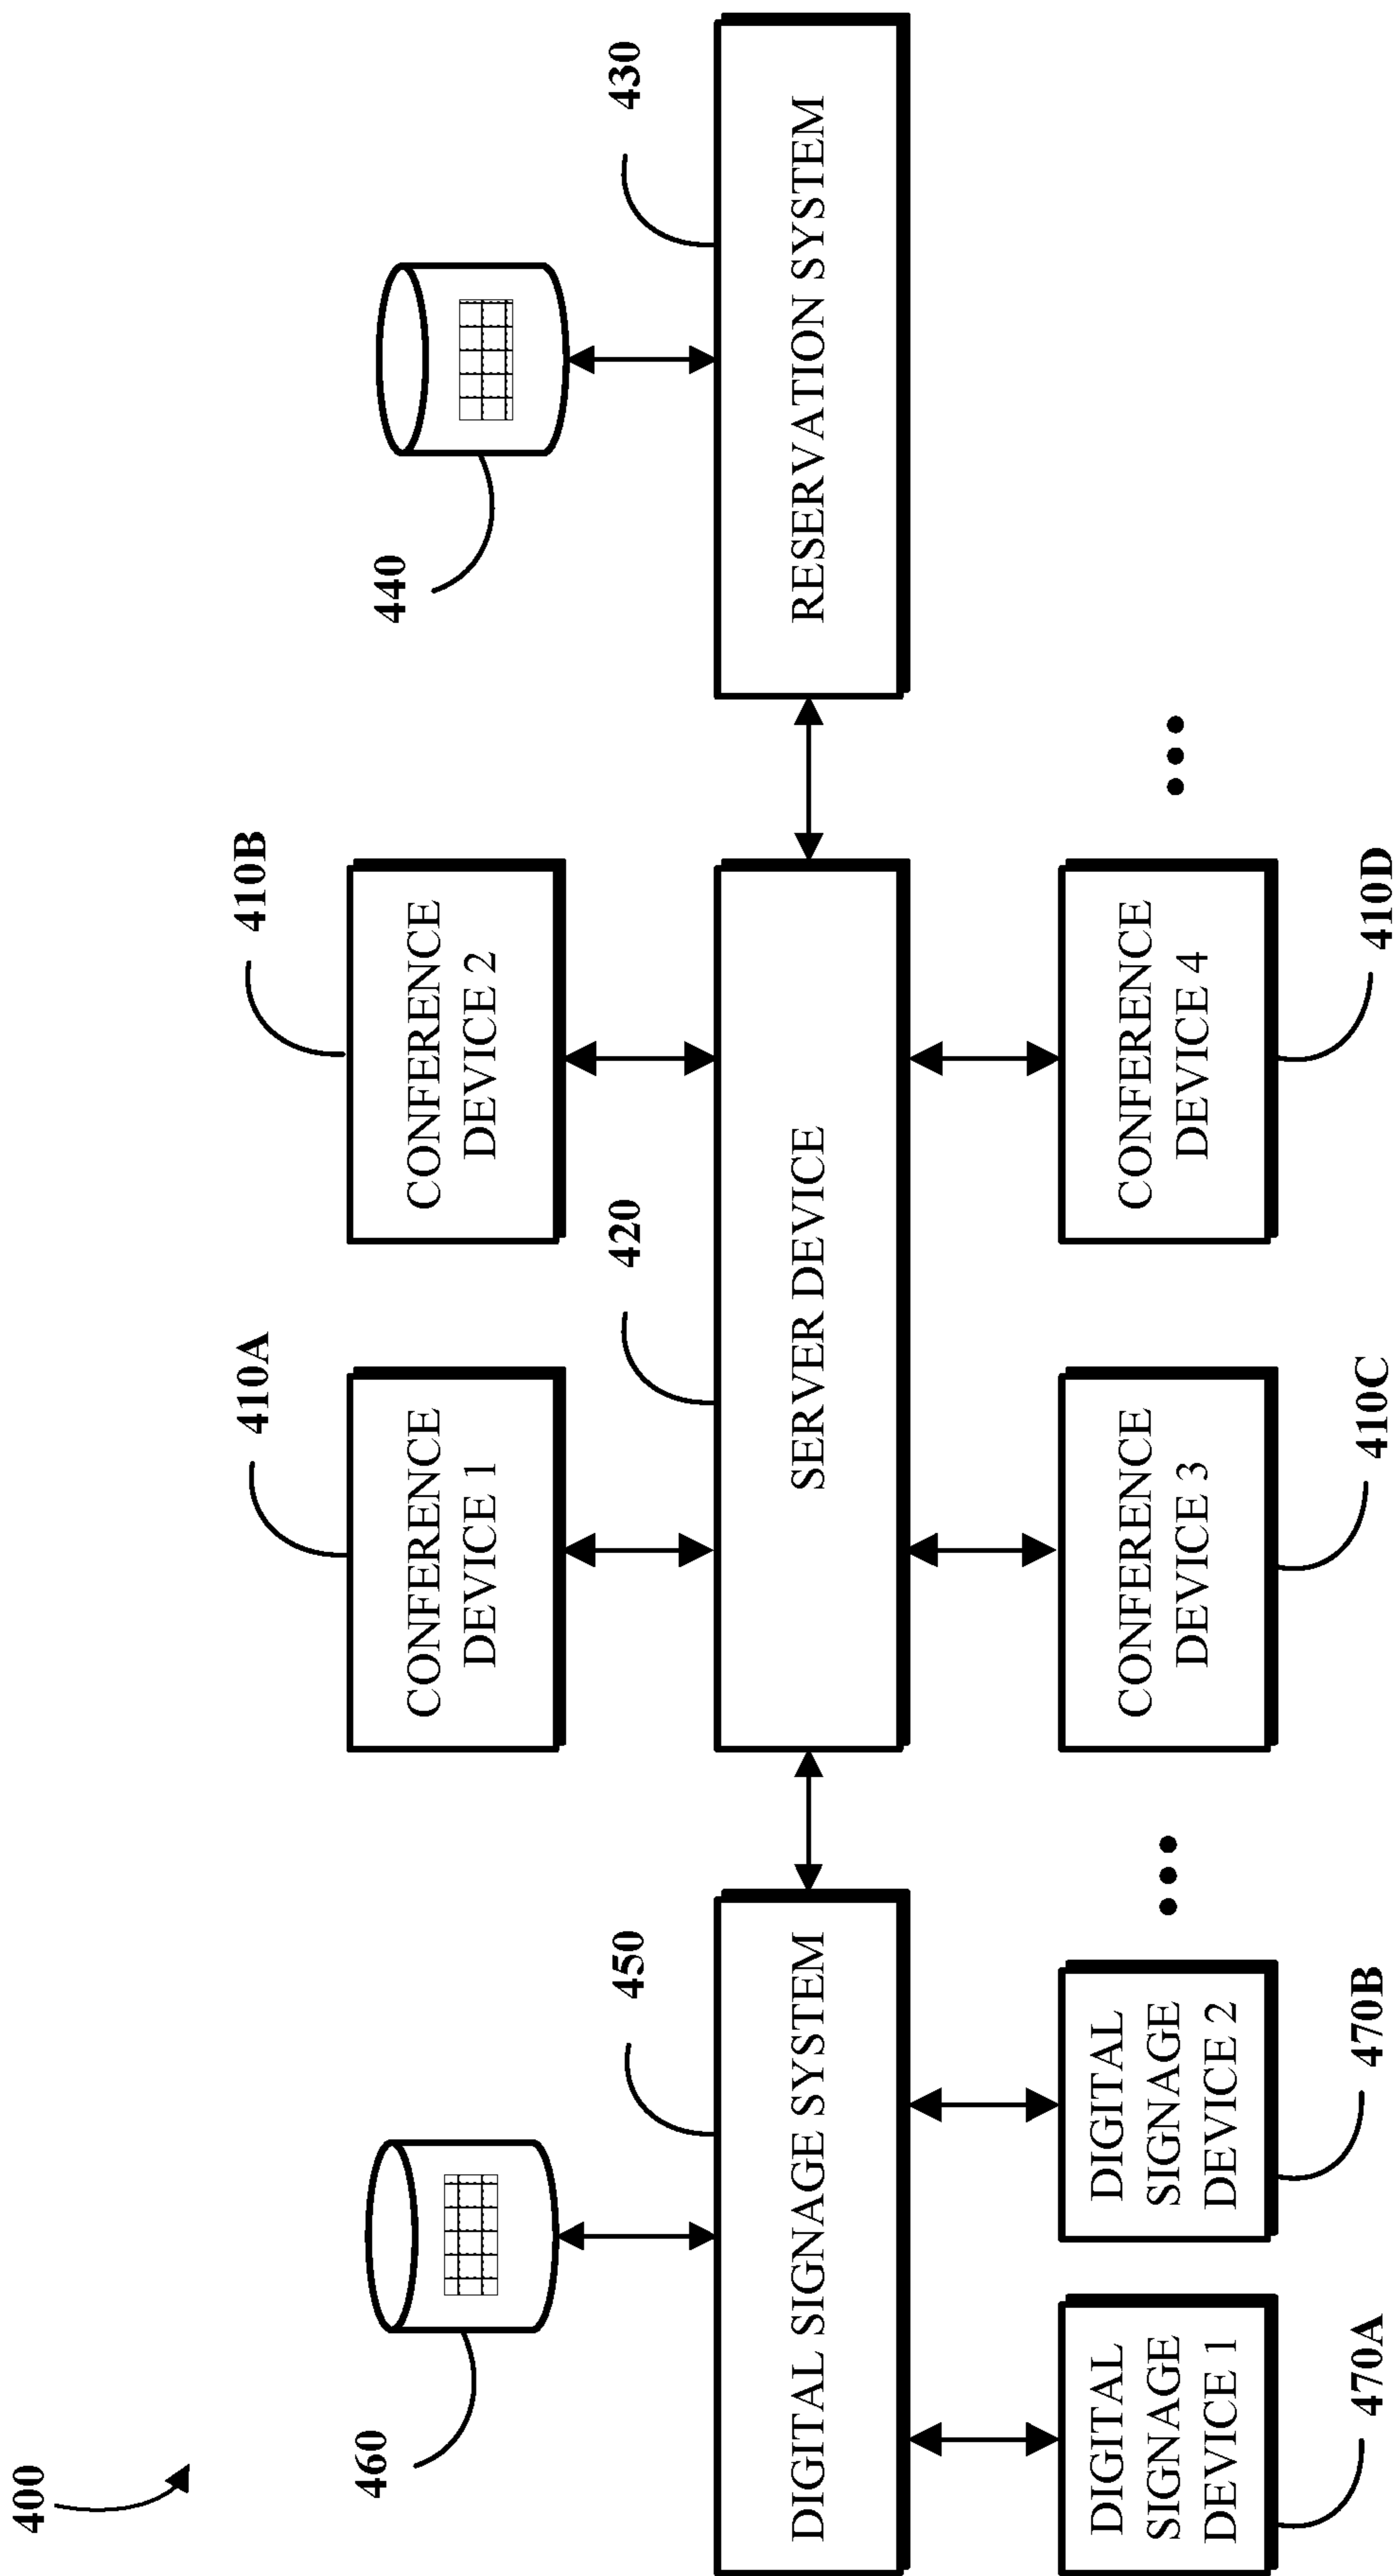 400
410A
410B
460
CONFERENCE
DEVICE 1
CONFERENCE
DEVICE 2
440
450
420
430
DIGITAL SIGNAGE SYSTEM
SERVER DEVICE
RESERVATION SYSTEM
DIGITAL
SIGNAGE
DEVICE 1
DIGITAL
SIGNAGE
DEVICE 2
•••
CONFERENCE
DEVICE 3
CONFERENCE
DEVICE 4
•••
470A
470B
410C
410D